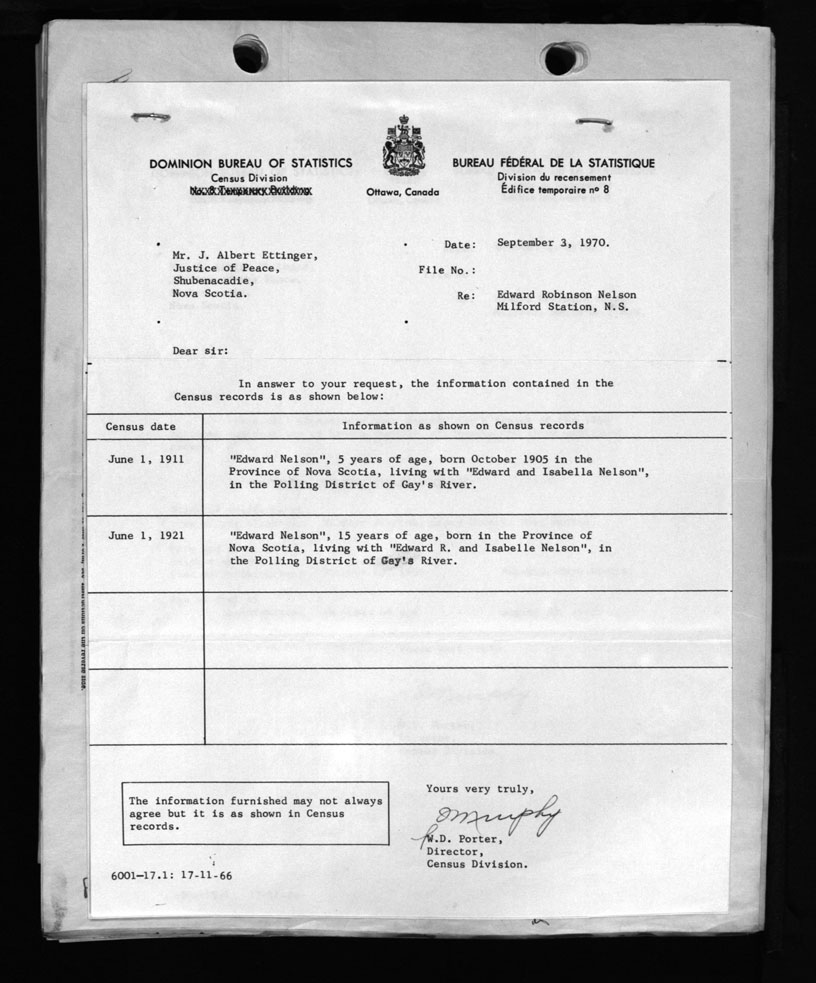 DOMINION BUREAU OF STATISTICS
Census Division
No. 8 Temporary Building
Ottawa, Canada
BUREAU FÉDÉRAL DE LA STATISTIQUE
Division du recensement
Édifice temporaire nº 8
Mr. J. Albert Ettinger,
Justice of Peace,
Shubenacadie,
Nova Scotia.
Date: September 3, 1970.
File No.:
Re: Edward Robinson Nelson
Milford Station, N.S.
Dear sir:
In answer to your request, the information contained in the
Census records is as shown below:
Census date
Information as shown on Census records
June 1, 1911
"Edward Nelson", 5 years of age, born October 1905 in the
Province of Nova Scotia, living with "Edward and Isabella Nelson",
in the Polling District of Gay's River.
June 1, 1921
"Edward Nelson", 15 years of age, born in the Province of
Nova Scotia, living with "Edward R. and Isabelle Nelson", in
the Polling District of Gay's River.
The information furnished may not always
agree but it is as shown in Census
records.
Yours very truly,
Murphy
W.D. Porter,
Director,
Census Division.
6001—17.1: 17-11-66